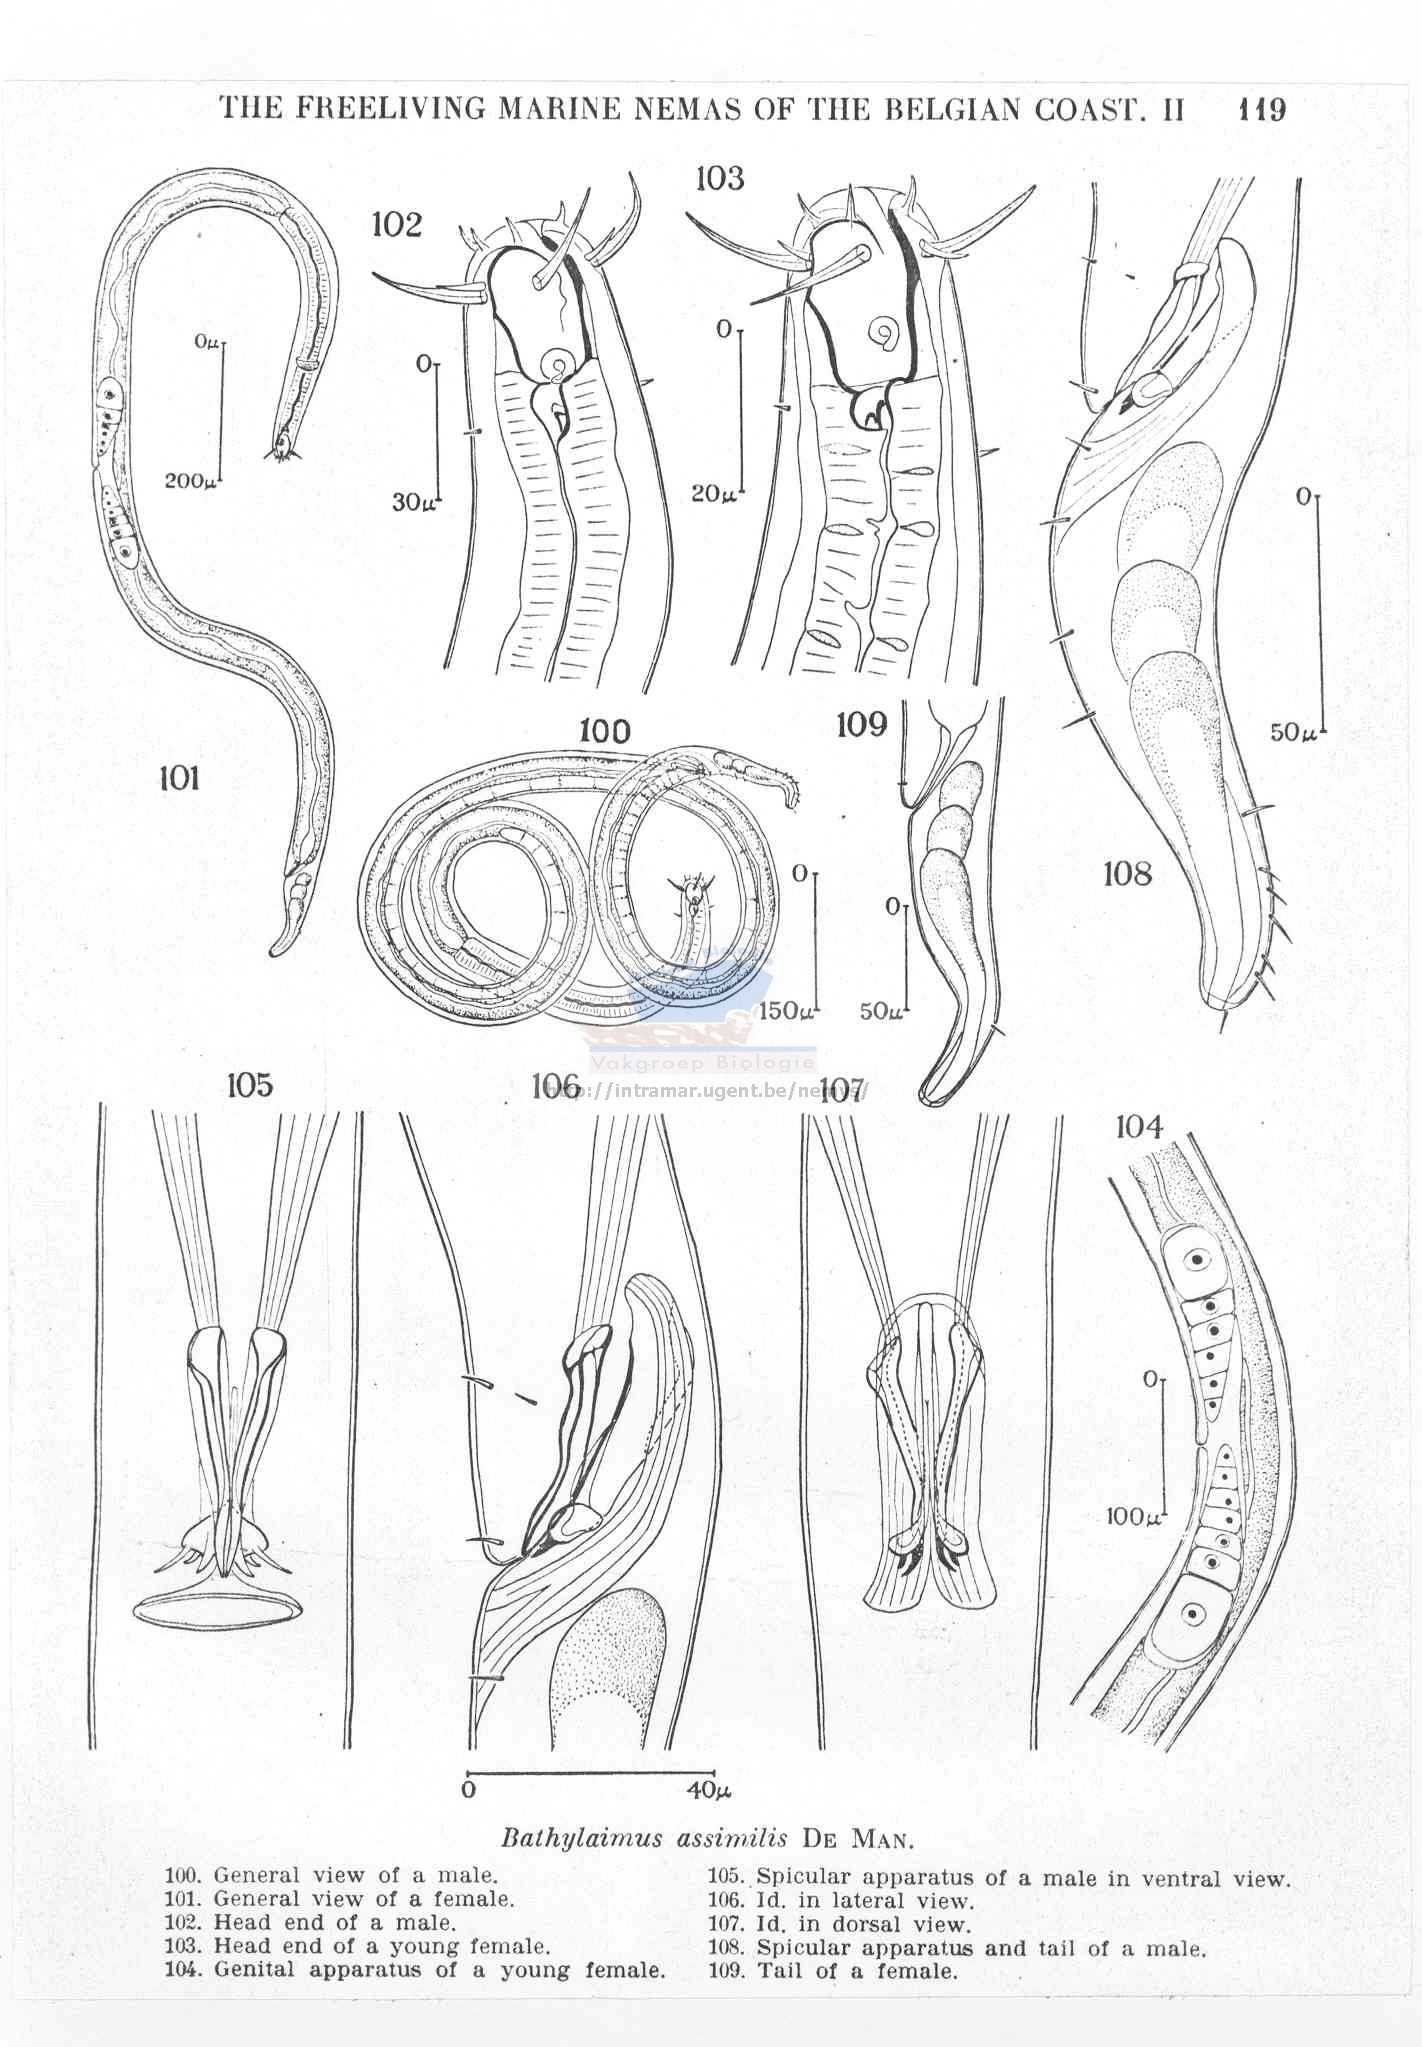 THE FREELIVING MARINE NEMAS OF THE BELGIAN COAST. II 119
103
102
0
0μ
0
0
200μ
30μ
20μ
50μ
100
109
101
108
0
0
150μ
50μ
Vakgroep Biologie
http://intramar.ugent.be/nemys/
105
106
107
104
0
100μ
0 40μ
Bathylaimus assimilis DE MAN.
100. General view of a male.
101. General view of a female.
102. Head end of a male.
103. Head end of a young female.
104. Genital apparatus of a young female.
105. Spicular apparatus of a male in ventral view.
106. Id. in lateral view.
107. Id. in dorsal view.
108. Spicular apparatus and tail of a male.
109. Tail of a female.